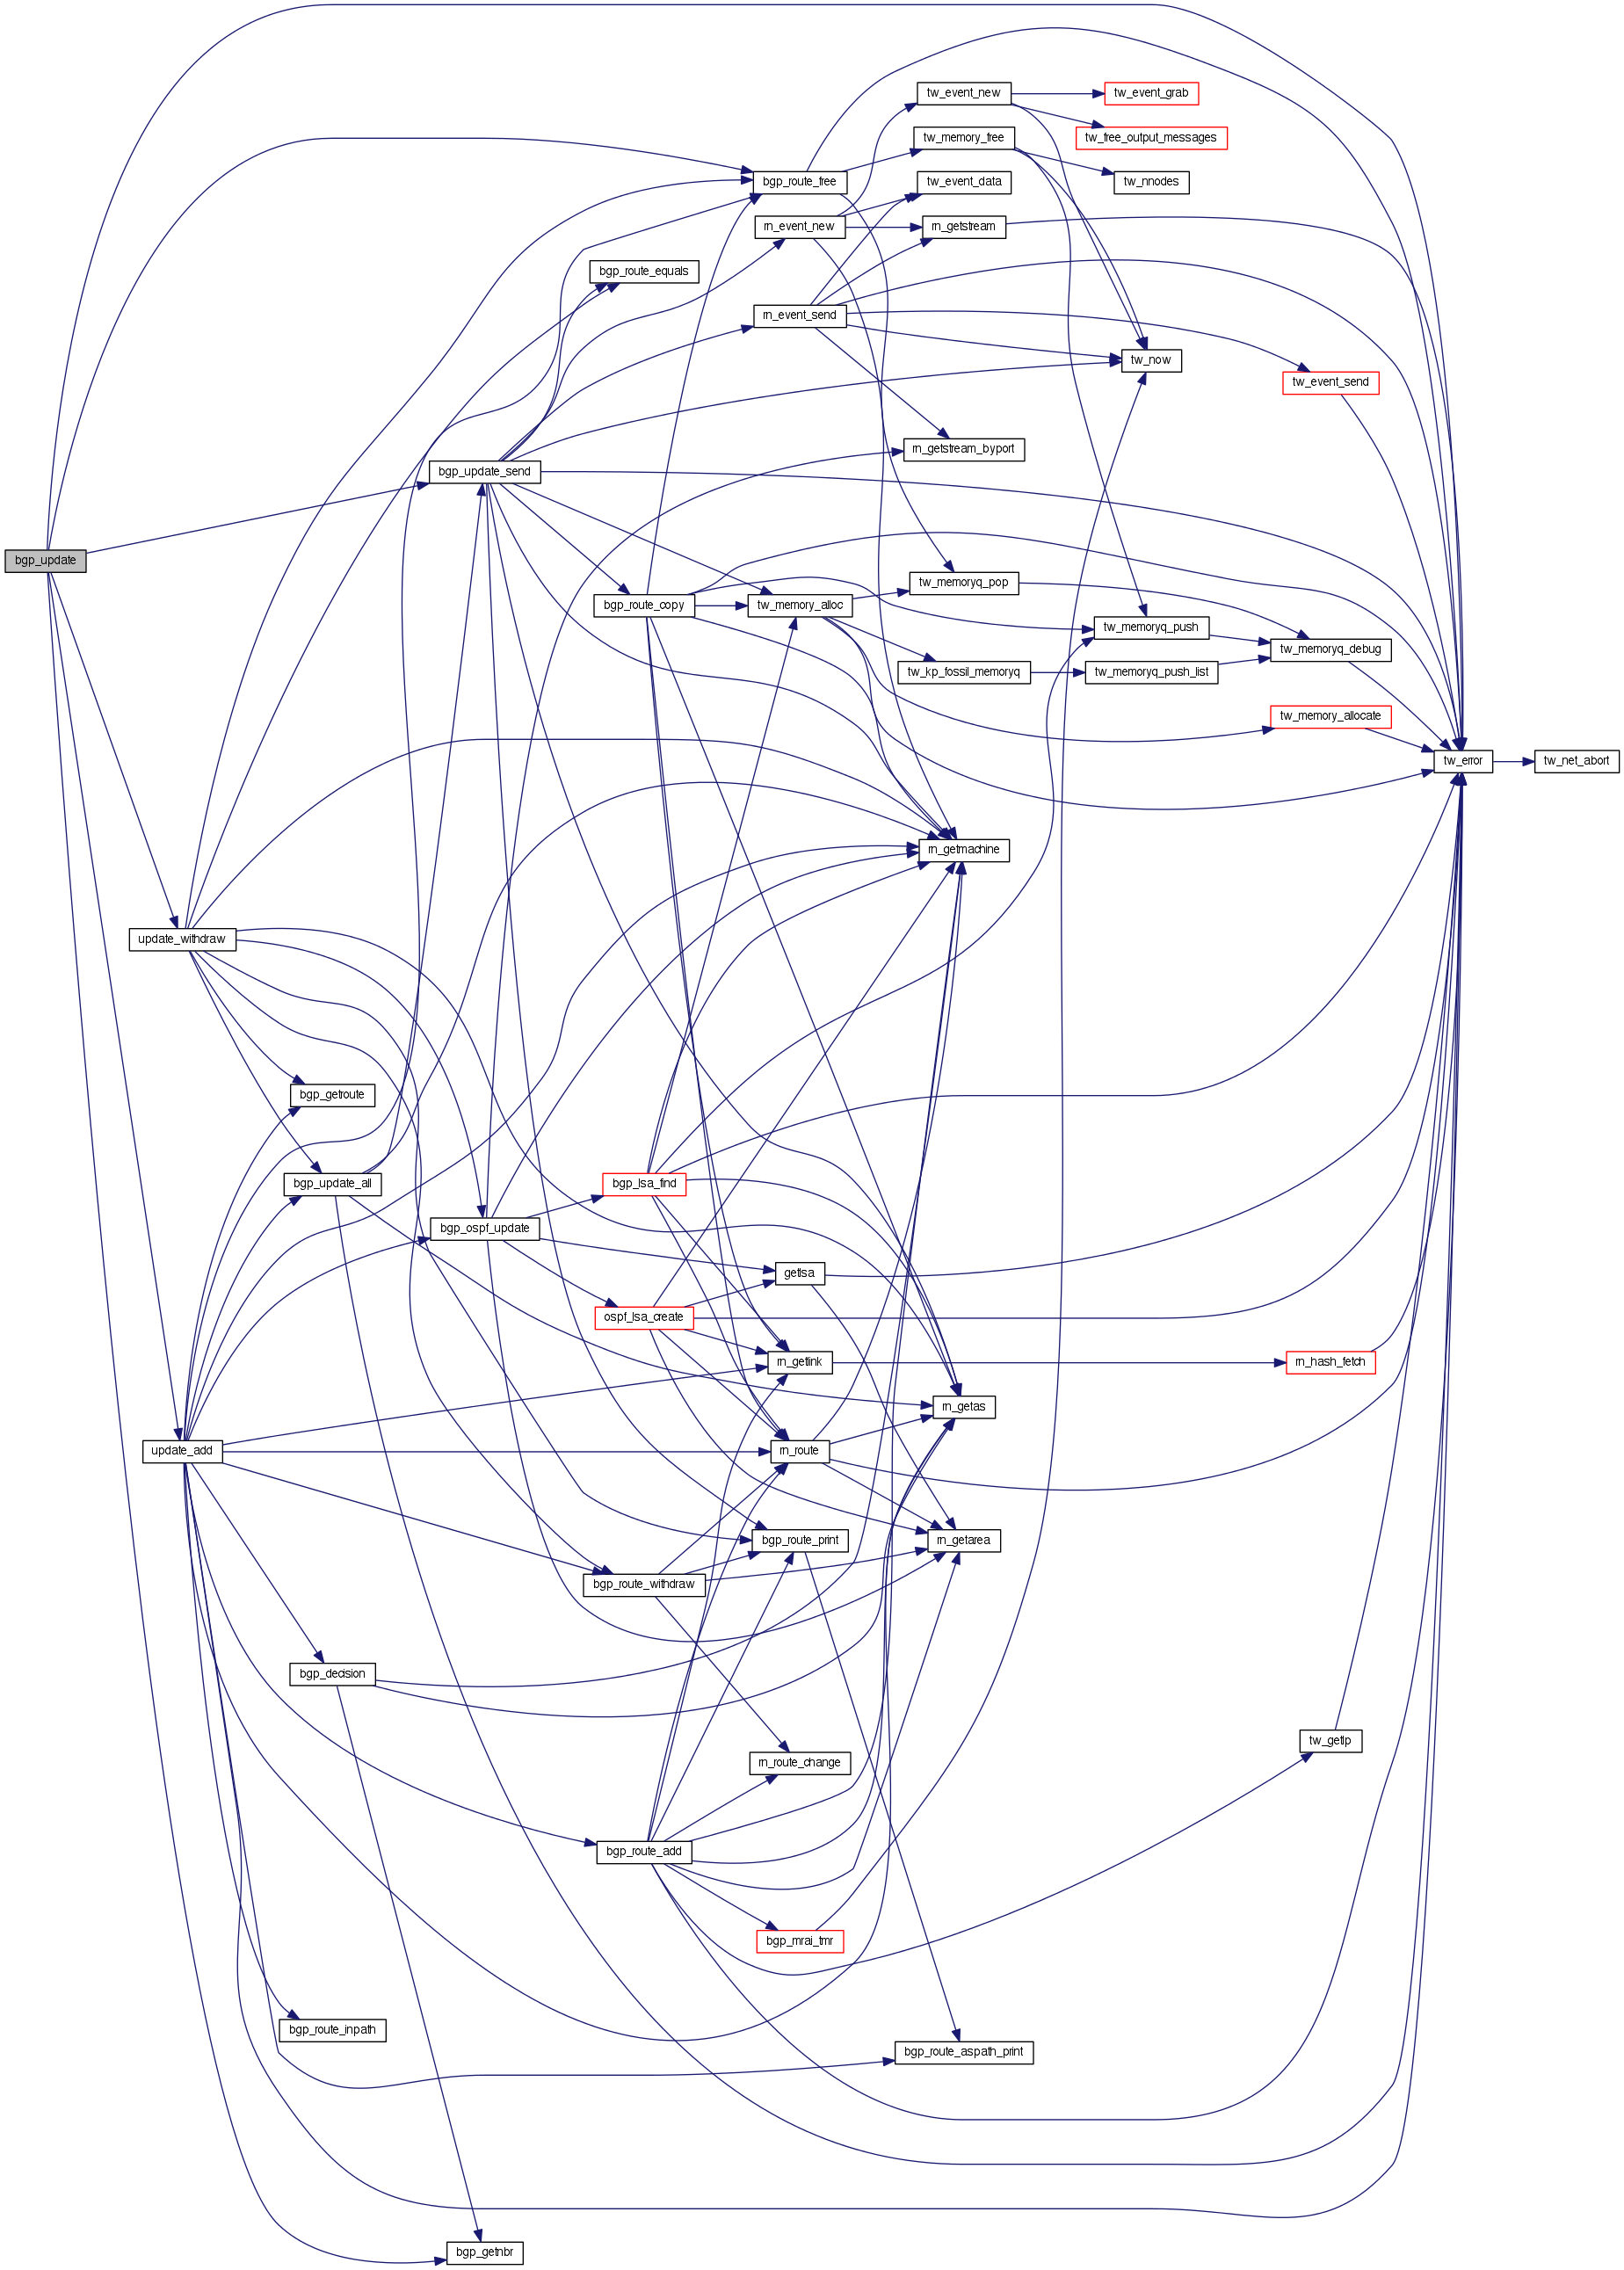 tw_event_new
tw_event_grab
tw_free_output_messages
tw_memory_free
bgp_route_free
tw_event_data
tw_nnodes
rn_event_new
rn_getstream
bgp_route_equals
rn_event_send
tw_now
tw_event_send
rn_getstream_byport
bgp_update_send
bgp_update
tw_memoryq_pop
bgp_route_copy
tw_memory_alloc
tw_memoryq_push
tw_memoryq_debug
tw_kp_fossil_memoryq
tw_memoryq_push_list
tw_memory_allocate
tw_error
tw_net_abort
rn_getmachine
update_withdraw
bgp_getroute
bgp_update_all
bgp_lsa_find
bgp_ospf_update
getlsa
ospf_lsa_create
rn_getlink
rn_hash_fetch
rn_getas
update_add
rn_route
bgp_route_print
rn_getarea
bgp_route_withdraw
bgp_decision
tw_getlp
rn_route_change
bgp_route_add
bgp_mrai_tmr
bgp_route_inpath
bgp_route_aspath_print
bgp_getnbr